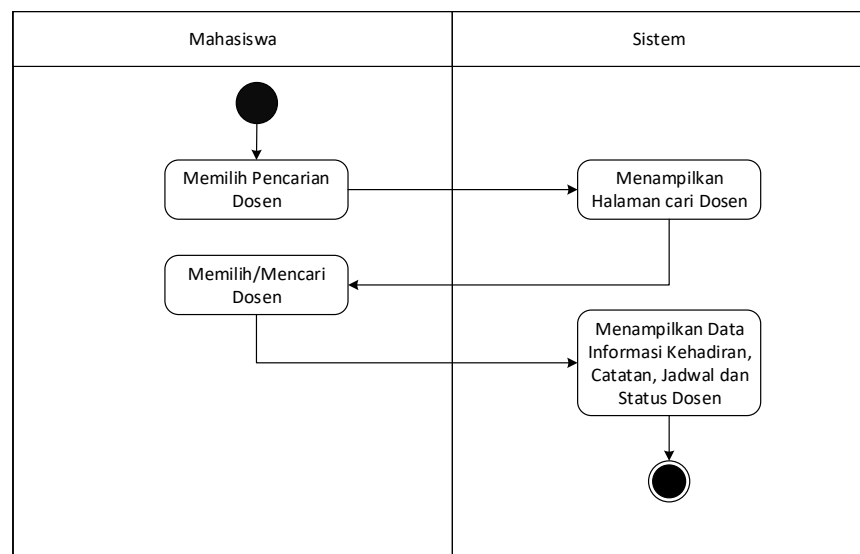 Mahasiswa
Sistem
Memilih Pencarian
Dosen
Menampilkan
Halaman cari Dosen
Memilih/Mencari
Dosen
Menampilkan Data
Informasi Kehadiran,
Catatan, Jadwal dan
Status Dosen